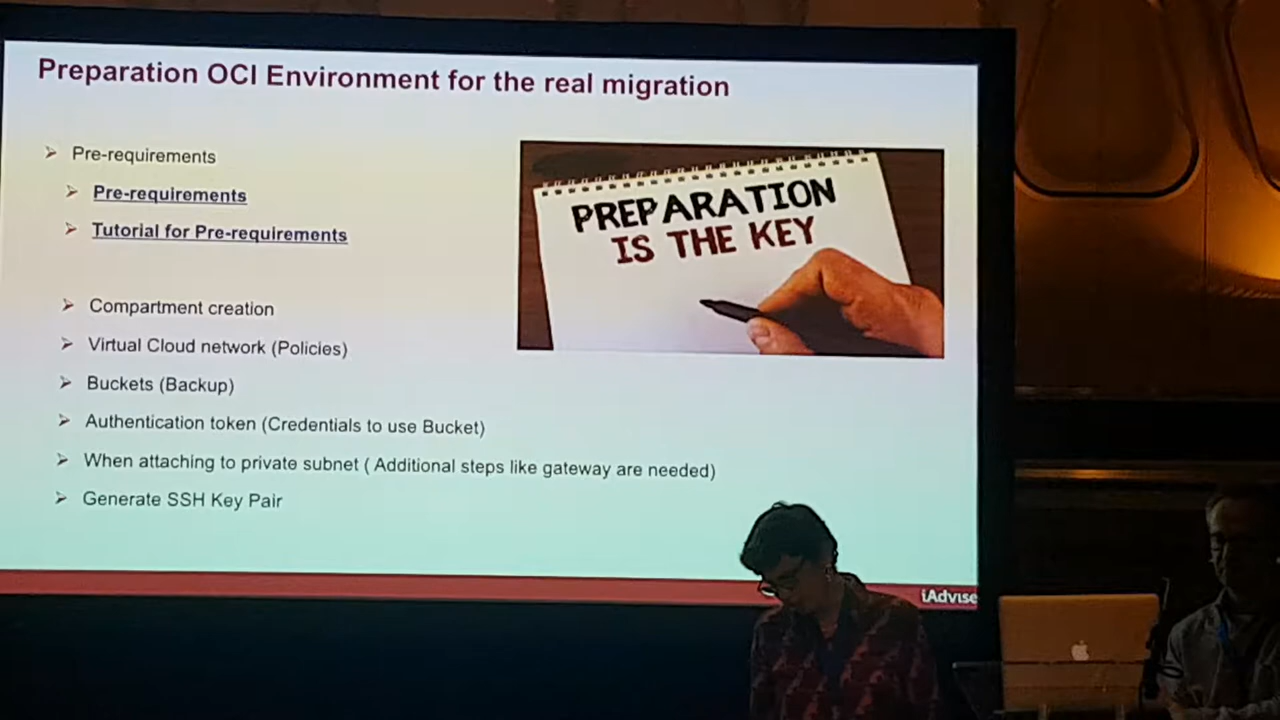 Preparation OCI Environment for the real migration
Pre-requirements
Pre-requirements
Tutorial for Pre-requirements
Compartment creation
Virtual Cloud network (Policies)
Buckets (Backup)
Authentication token (Credentials to use Bucket)
When attaching to private subnet ( Additional steps like gateway are needed)
Generate SSH Key Pair
PREPARATION
IS THE KEY
iAdvise